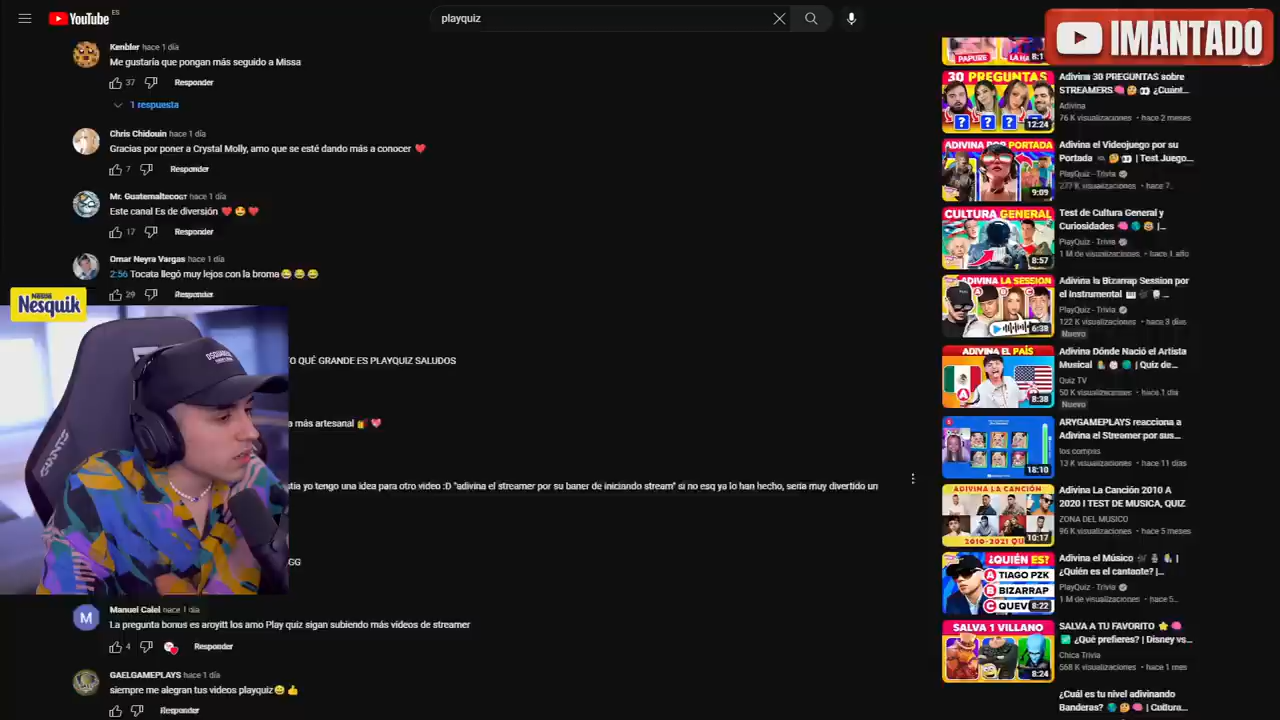 YouTube ES
playquiz
IMANTADO
Kenbler hace 1 día
Me gustaría que pongan más seguido a Missa
37 Responder
1 respuesta
Chris Chidouin hace 1 día
Gracias por poner a Crystal Molly, amo que se esté dando más a conocer ❤️
7 Responder
Mr. Guatemaltecost hace 1 día
Este canal Es de diversión ❤️🤩❤️
17 Responder
Omar Neyra Vargas hace 1 día
2:56 Tocata llegó muy lejos con la broma😂😂😂
29 Responder
Nestlé
Nesquik
O QUÉ GRANDE ES PLAYQUIZ SALUDOS
a más artesanal
tia yo tengo una idea para otro video :D "adivina el streamer por su baner de iniciando stream" si no esq ya lo han hecho, seria muy divertido un
GG
M
Manuel Calel hace 1 día
La pregunta bonus es aroyitt los amo Play quiz sigan subiendo más videos de streamer
4 Responder
GAELGAMEPLAYS hace 1 día
siempre me alegran tus videos playquiz😄👍
Responder
PAPURE
8:1
30 PREGUNTAS
12:24
Adivina 30 PREGUNTAS sobre
STREAMERS🧠🤔👀 ¿Cuánt...
Adivina
76 K visualizaciones • hace 2 meses
ADIVINA POR PORTADA
9:09
Adivina el Videojuego por su
Portada 🎮🤔👀 | Test Juego...
PlayQuiz - Trivia
277 K visualizaciones • hace 7
CULTURA GENERAL
8:57
Test de Cultura General y
Curiosidades 🧠🌎 |...
PlayQuiz - Trivia
1 M de visualizaciones • hace 1 año
ADIVINA LA SESSION
A B C
6:38
Adivina la Bizarrap Session por
el Instrumental 🎹 ...
PlayQuiz - Trivia
122 K visualizaciones • hace 3 días
Nuevo
ADIVINA EL PAÍS
A
8:38
Adivina Dónde Nació el Artista
Musical | Quiz de...
Quiz TV
50 K visualizaciones • hace 1 día
Nuevo
18:10
ARYGAMEPLAYS reacciona a
Adivina el Streamer por sus...
los compas
13 K visualizaciones • hace 11 días
ADIVINA LA CANCIÓN
2010-2021 QU
10:17
Adivina La Canción 2010 A
2020 I TEST DE MUSICA, QUIZ
ZONA DEL MUSICO
96 K visualizaciones • hace 5 meses
¿QUIÉN ES?
A TIAGO PZK
B BIZARRAP
C QUEV
8:22
Adivina el Músico |
¿Quién es el cantante? |...
PlayQuiz - Trivia
1 M de visualizaciones • hace 5...
SALVA 1 VILLANO
8:24
SALVA A TU FAVORITO ⭐🧠
✅ ¿Qué prefieres? | Disney vs...
Chica Trivia
568 K visualizaciones • hace 1 mes
¿Cuál es tu nivel adivinando
Banderas? 🌎🤔🧠 | Cultura...